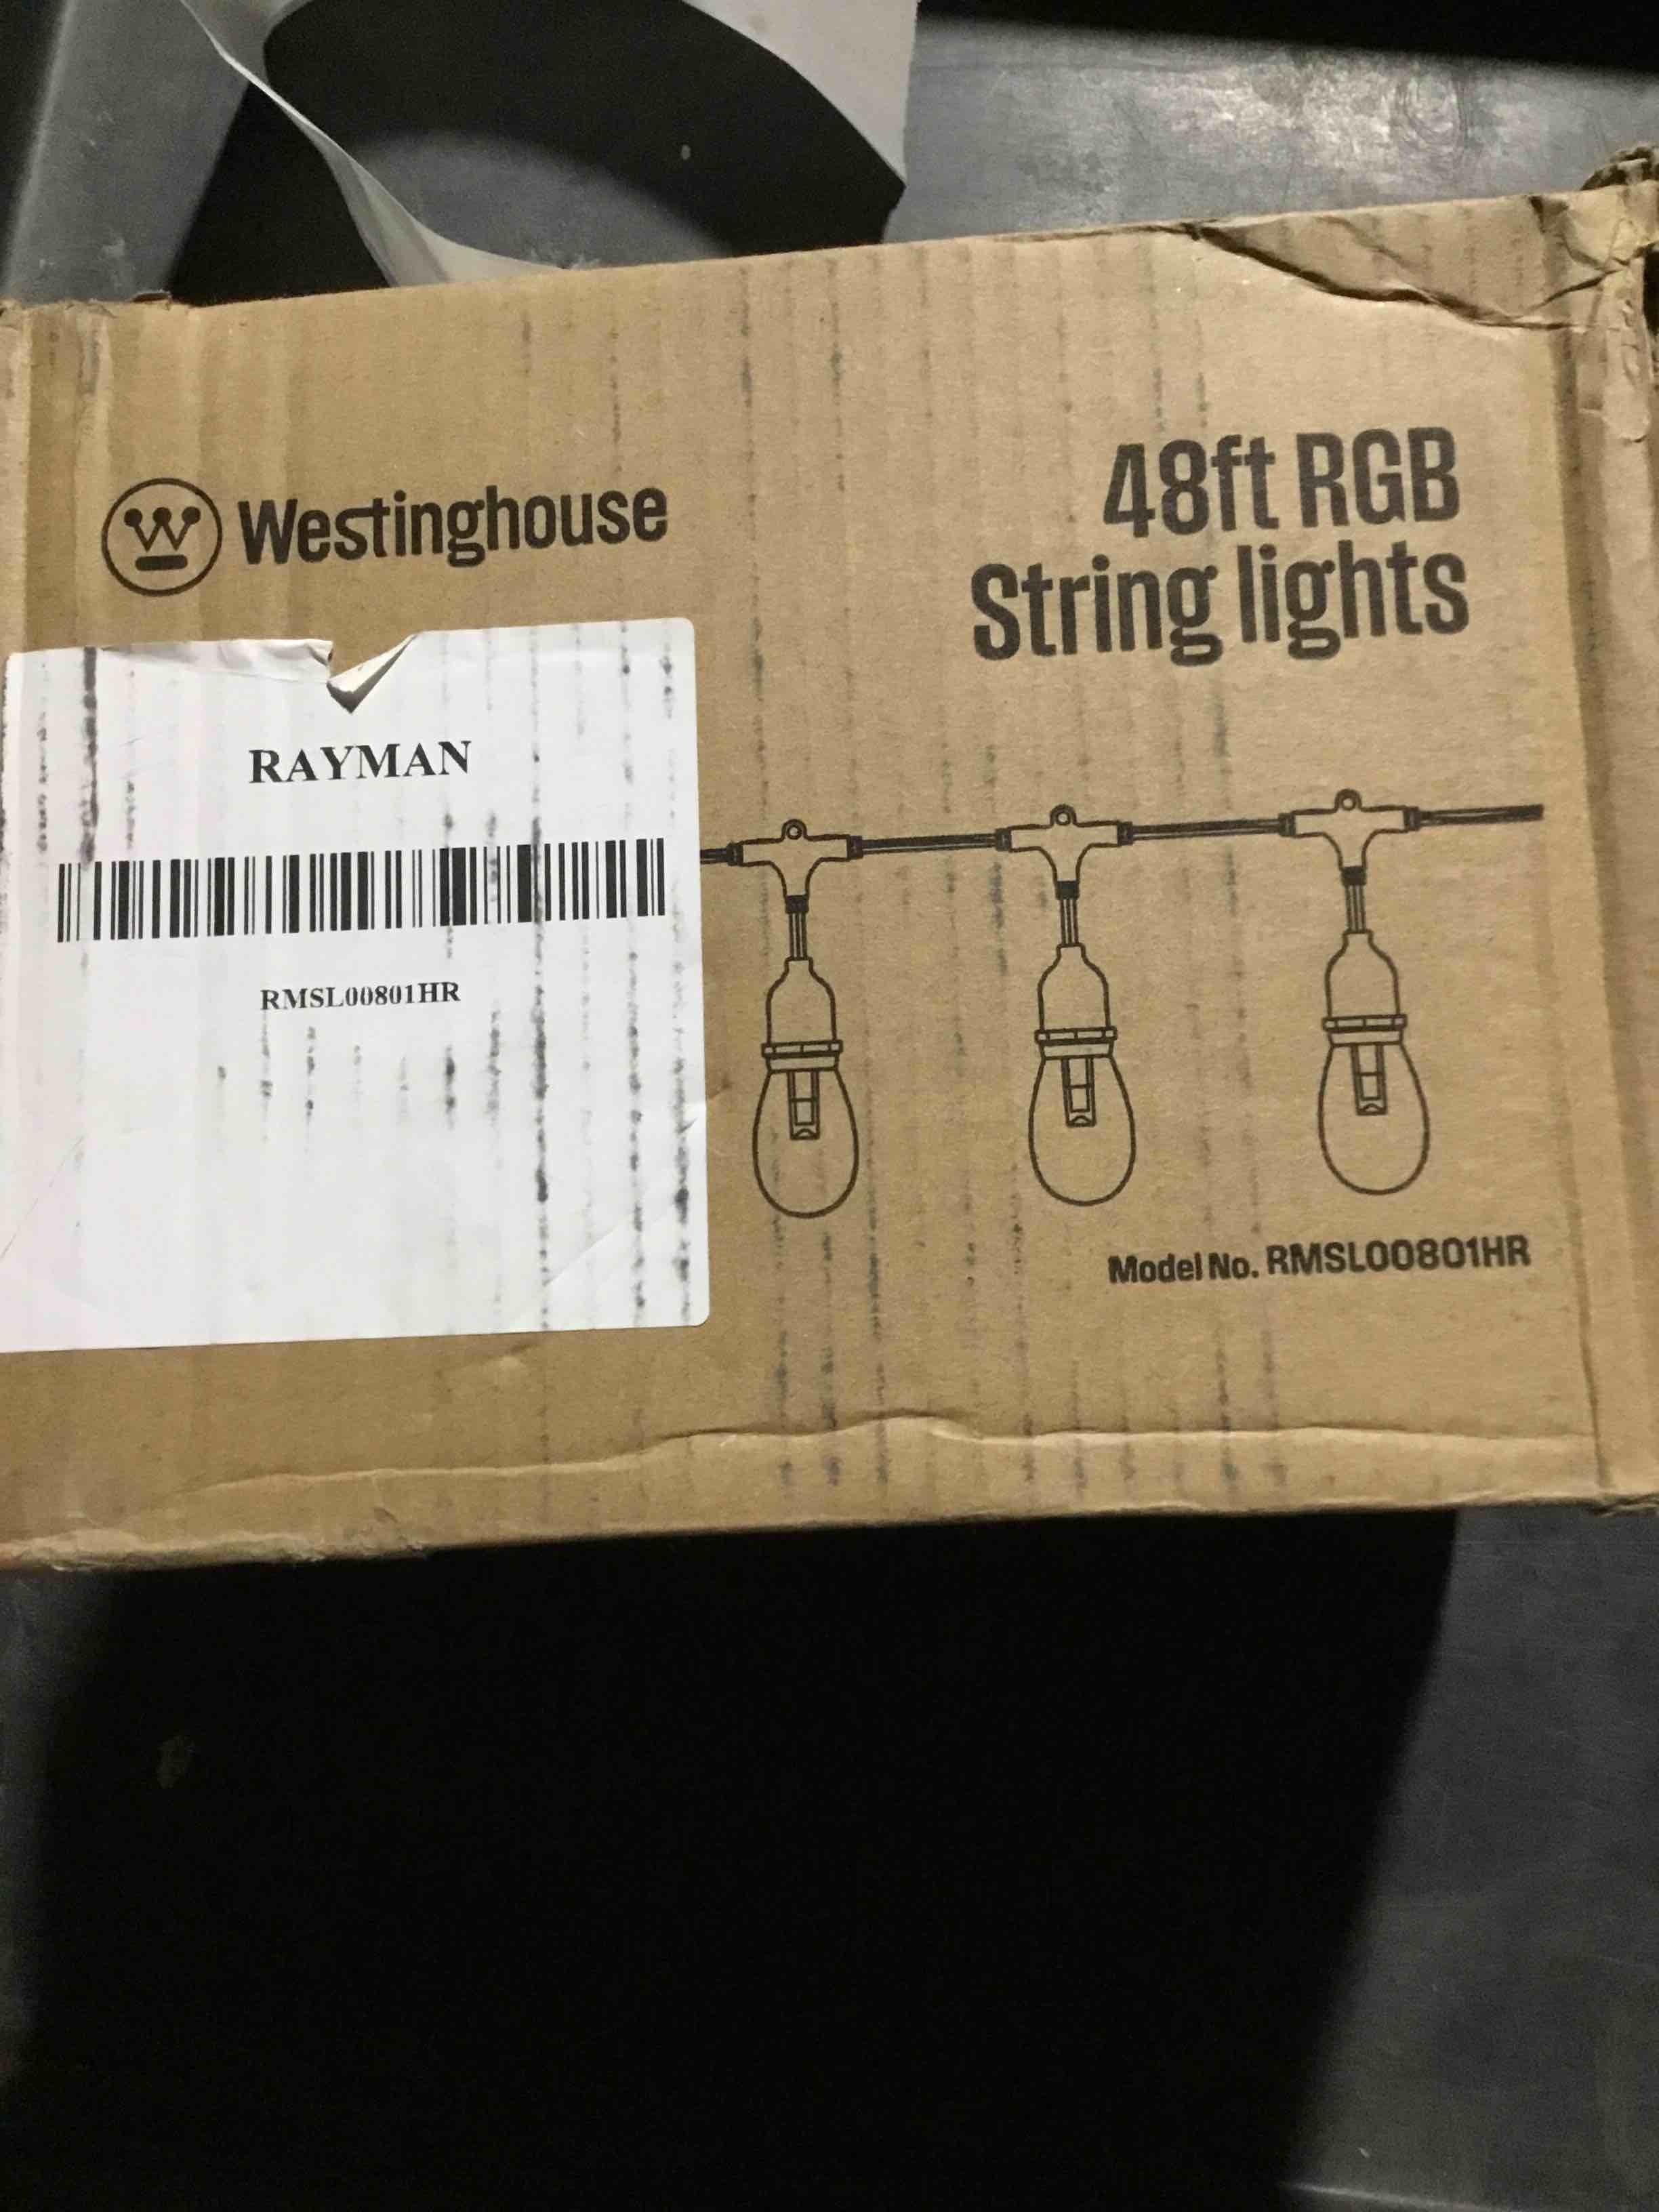 Westinghouse
48ft RGB
String lights
RAYMAN
RMSL00801HR
Model No. RMSL00801HR